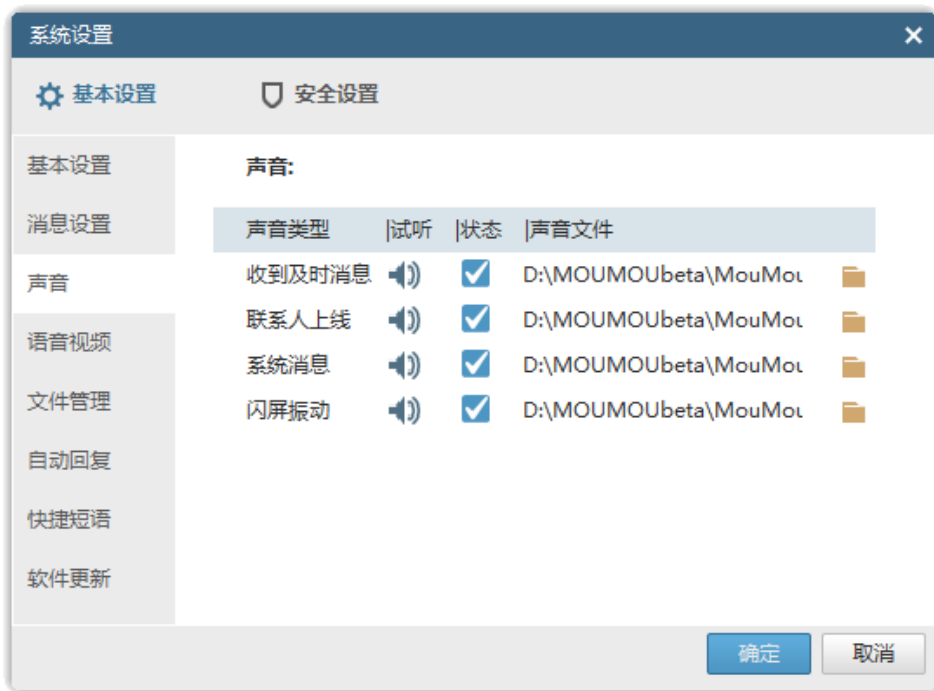 系统设置
基本设置 安全设置
基本设置
消息设置
声音
语音视频
文件管理
自动回复
快捷短语
软件更新
声音:
声音类型 |试听 |状态 |声音文件
收到及时消息 D:\MOUMOUbeta\MouMou
联系人上线 D:\MOUMOUbeta\MouMou
系统消息 D:\MOUMOUbeta\MouMou
闪屏振动 D:\MOUMOUbeta\MouMou
确定 取消